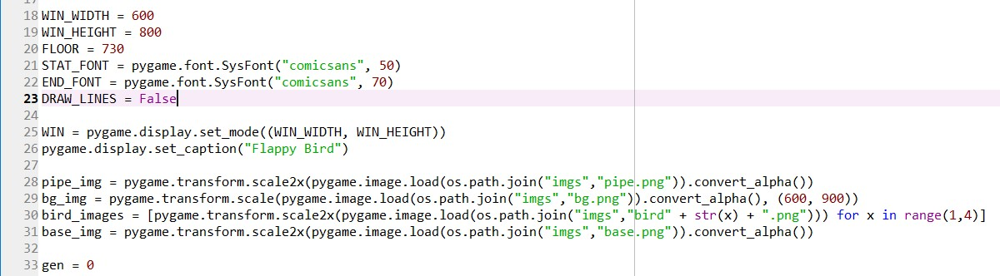 18 WIN_WIDTH = 600
19 WIN_HEIGHT = 800
20 FLOOR = 730
21 STAT_FONT = pygame.font.SysFont("comicsans", 50)
22 END_FONT = pygame.font.SysFont("comicsans", 70)
23 DRAW_LINES = False
24
25 WIN = pygame.display.set_mode((WIN_WIDTH, WIN_HEIGHT))
26 pygame.display.set_caption("Flappy Bird")
27
28 pipe_img = pygame.transform.scale2x(pygame.image.load(os.path.join("imgs","pipe.png")).convert_alpha())
29 bg_img = pygame.transform.scale(pygame.image.load(os.path.join("imgs","bg.png")).convert_alpha(), (600, 900))
30 bird_images = [pygame.transform.scale2x(pygame.image.load(os.path.join("imgs","bird" + str(x) + ".png"))) for x in range(1,4)]
31 base_img = pygame.transform.scale2x(pygame.image.load(os.path.join("imgs","base.png")).convert_alpha())
32
33 gen = 0